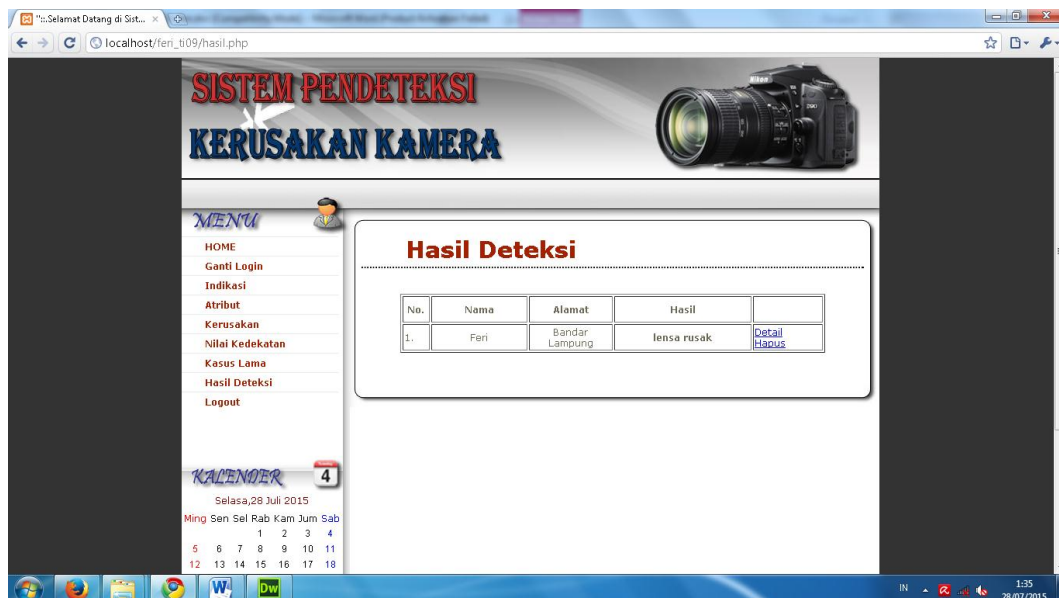 "::.Selamat Datang di Sist...
localhost/feri_ti09/hasil.php
SISTEM PENDETEKSI
KERUSAKAN KAMERA
Nikon
MENU
HOME
Ganti Login
Indikasi
Atribut
Kerusakan
Nilai Kedekatan
Kasus Lama
Hasil Deteksi
Logout
Hasil Deteksi
No. Nama Alamat Hasil
1. Feri Bandar Lampung lensa rusak Detail Hapus
KALENDER 4
Selasa,28 Juli 2015
Ming Sen Sel Rab Kam Jum Sab
1 2 3 4
5 6 7 8 9 10 11
12 13 14 15 16 17 18
W Dw IN 1:35
28/07/2015